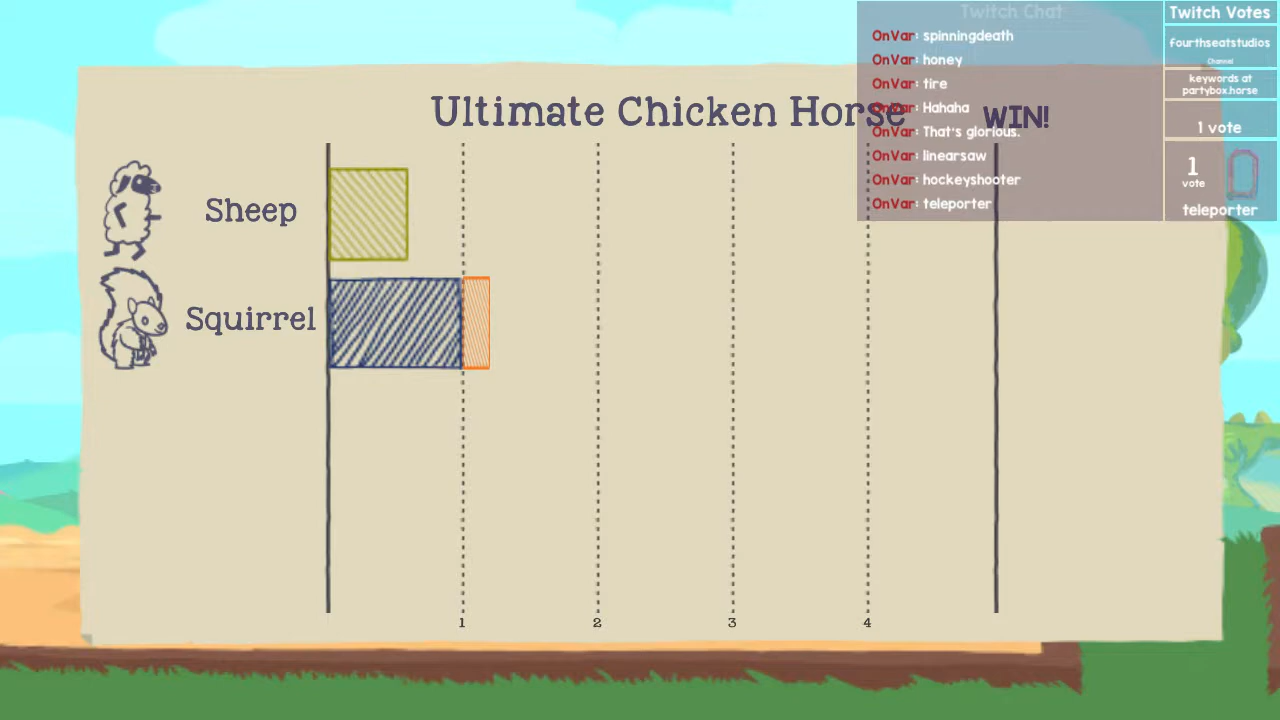 Twitch Chat
OnVar: spinningdeath
OnVar: honey
OnVar: tire
OnVar: Hahaha
OnVar: That's glorious.
OnVar: linearsaw
OnVar: hockeyshooter
OnVar: teleporter
Twitch Votes
fourthseatstudios
Channel
keywords at
partybox.horse
1 vote
1
vote
teleporter
Ultimate Chicken Horse
WIN!
Sheep
Squirrel
1 2 3 4